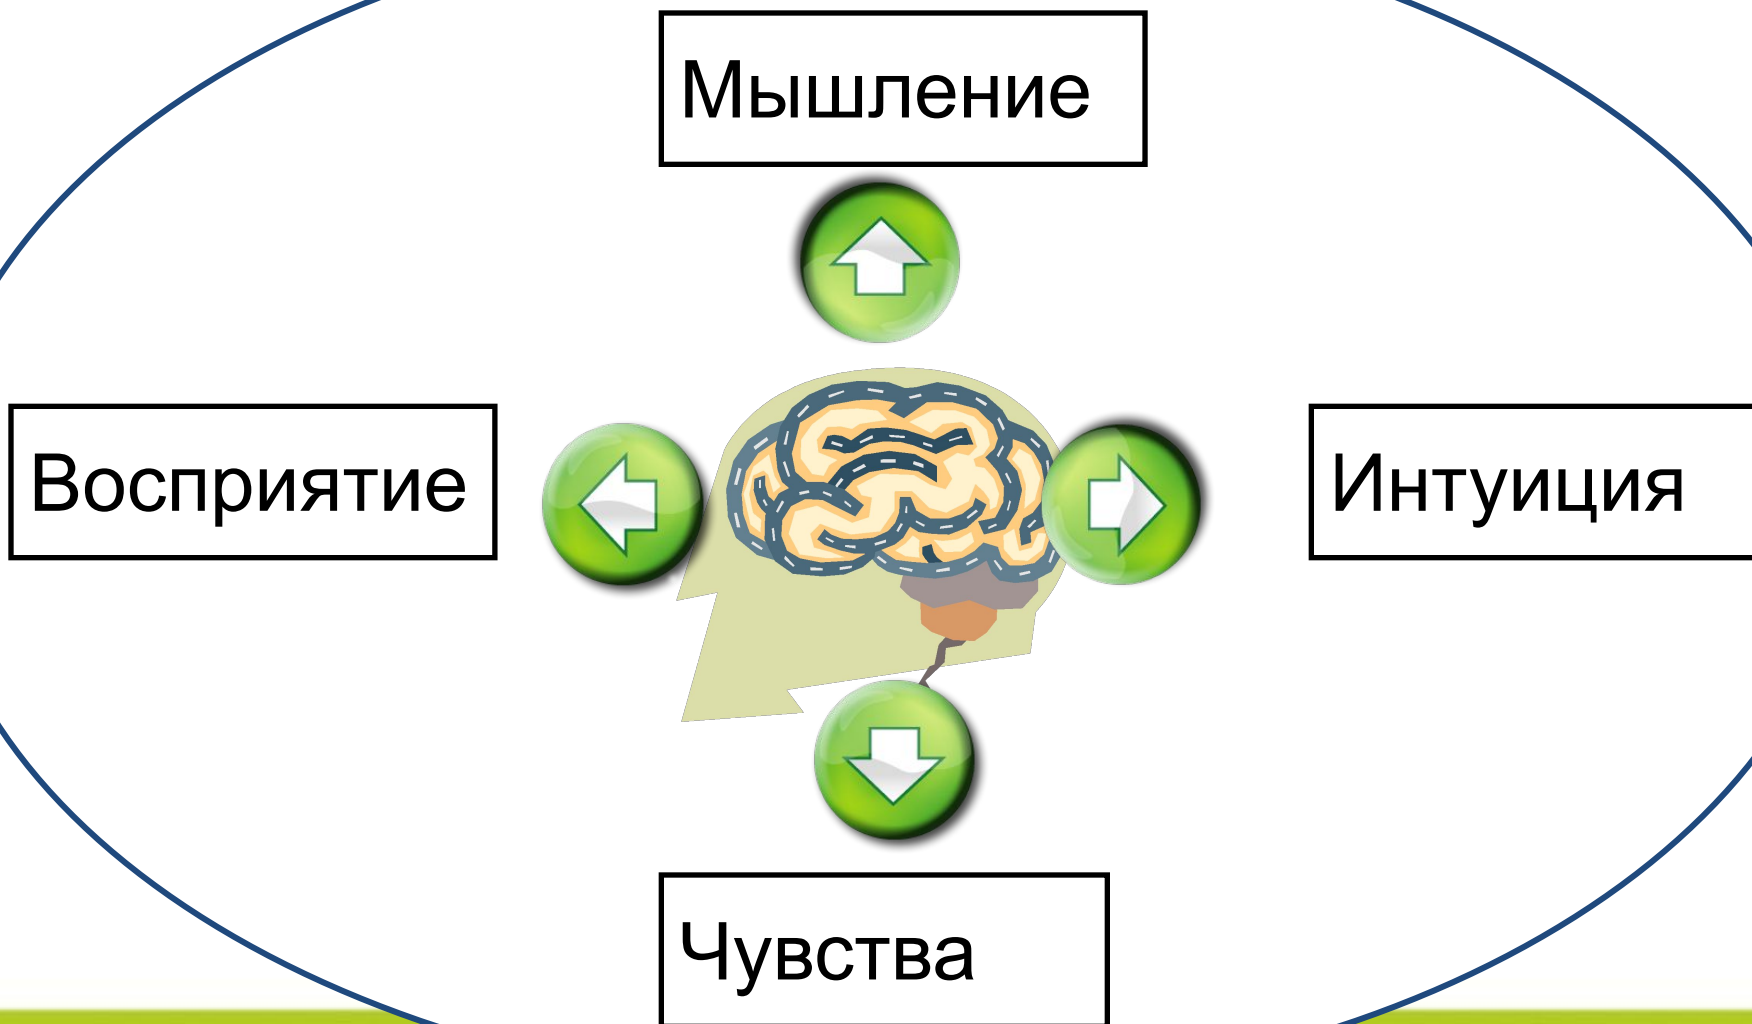 Мышление
Восприятие
Интуиция
Чувства